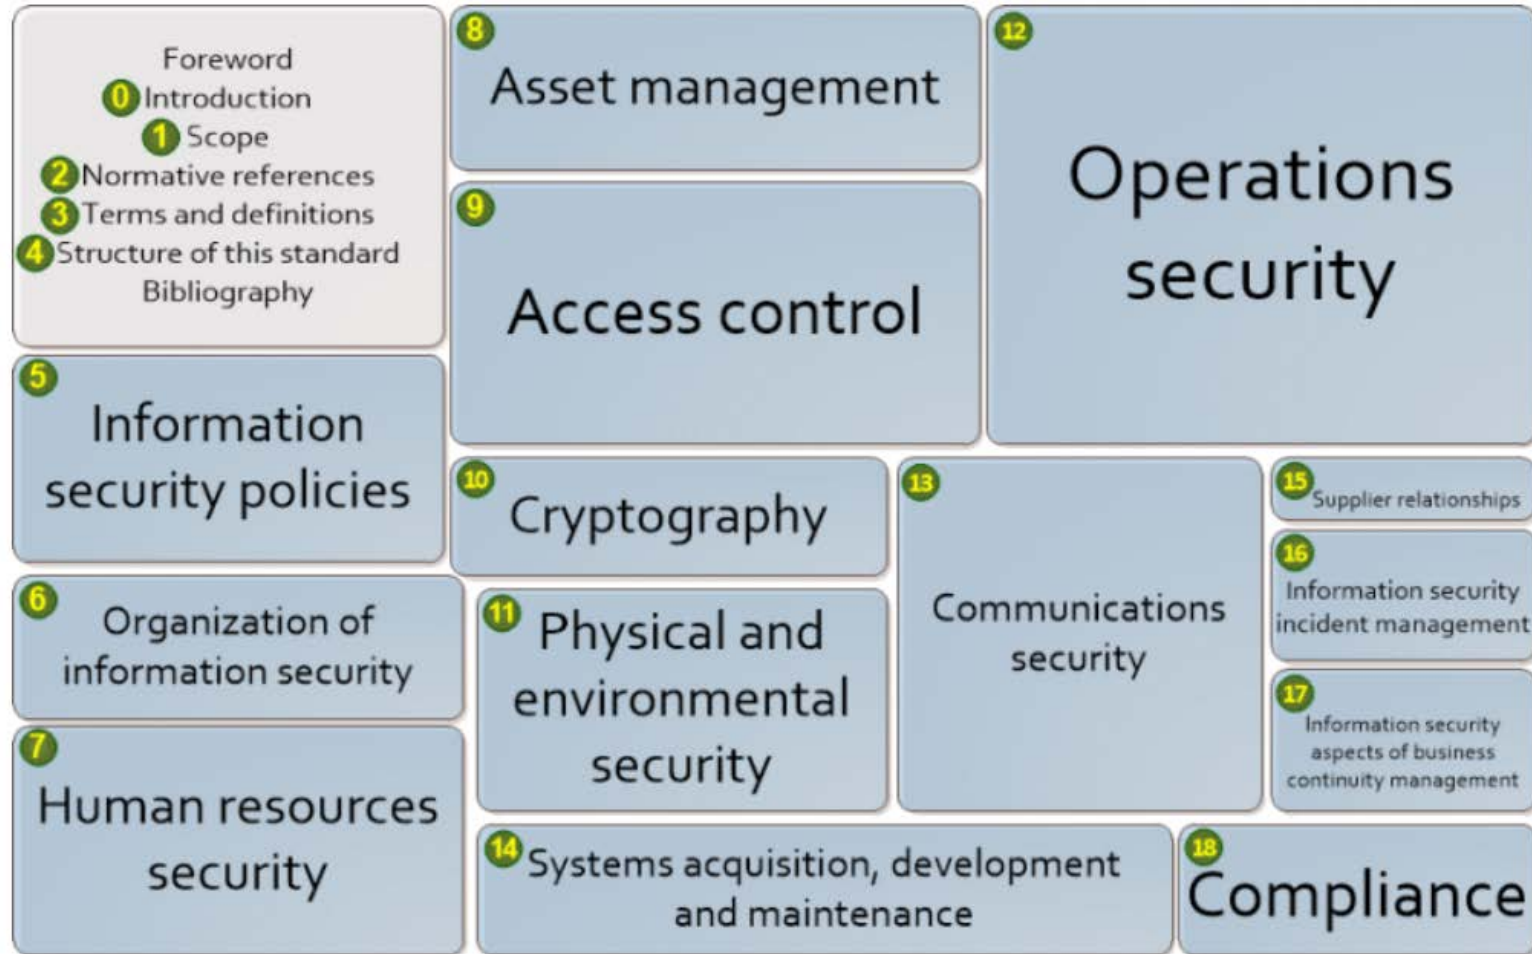 Foreword
0 Introduction
1 Scope
2 Normative references
3 Terms and definitions
4 Structure of this standard
Bibliography
5
Information
security policies
6
Organization of
information security
7
Human resources
security
8
Asset management
9
Access control
10
Cryptography
11
Physical and
environmental
security
12
Operations
security
13
Communications
security
14
Systems acquisition, development
and maintenance
15
Supplier relationships
16
Information security
incident management
17
Information security
aspects of business
continuity management
18
Compliance